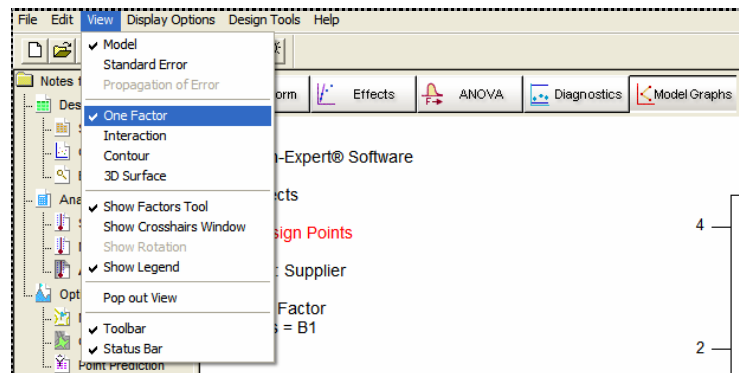 File Edit View Display Options Design Tools Help
Model
Standard Error
Propagation of Error
One Factor
Interaction
Contour
3D Surface
Show Factors Tool
Show Crosshairs Window
Show Rotation
Show Legend
Pop out View
Toolbar
Status Bar
Notes
Des
Ana
Opt
Point Prediction
orm Effects ANOVA Diagnostics Model Graphs
n-Expert® Software
cts
sign Points
: Supplier
Factor
= B1
4
2